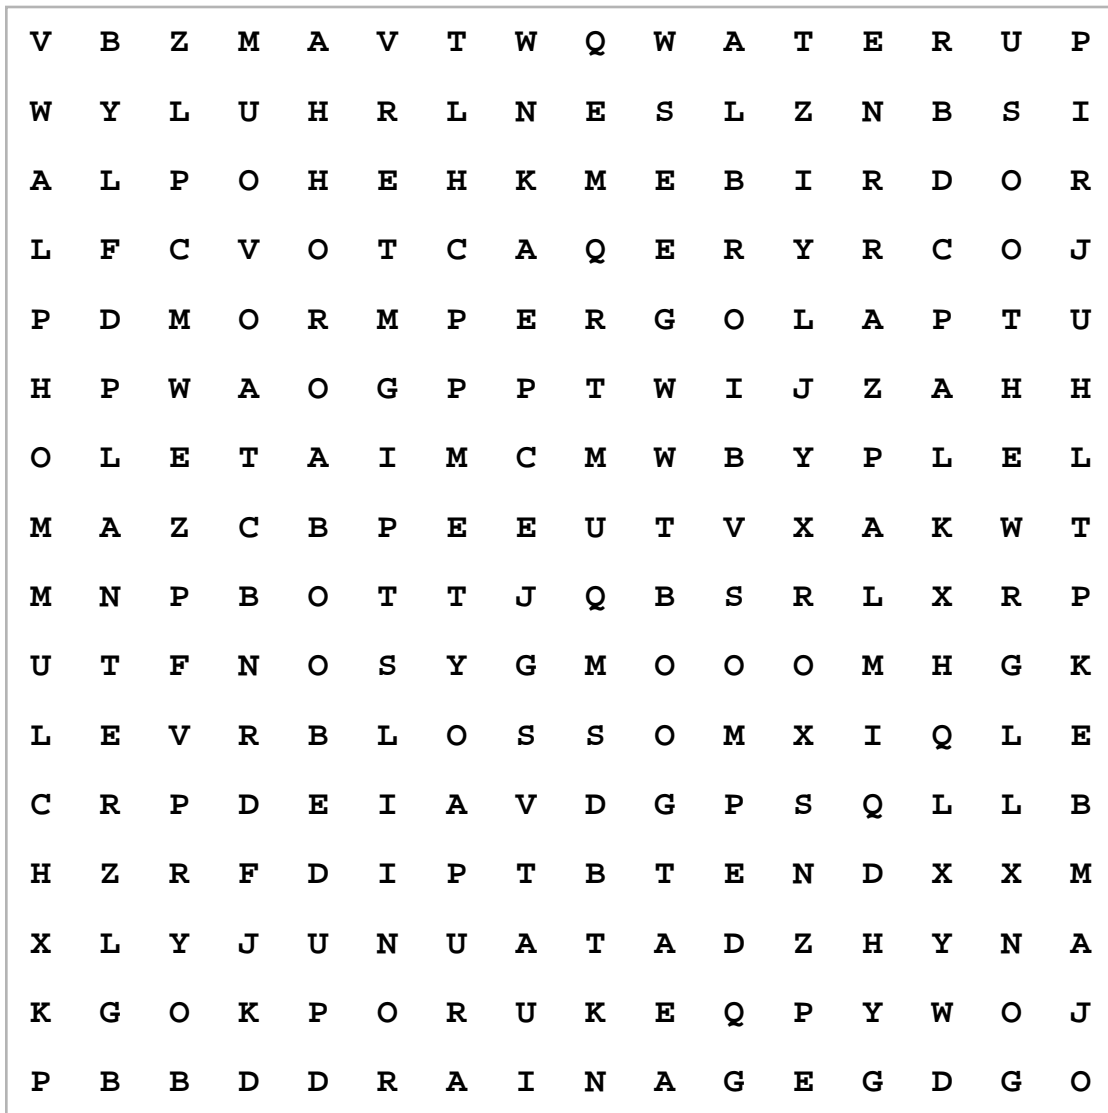 V B Z M A V T W Q W A T E R U P
W Y L U H R L N E S L Z N B S I
A L P O H E H K M E B I R D O R
L F C V O T C A Q E R Y R C O J
P D M O R M P E R G O L A P T U
H P W A O G P P T W I J Z A H H
O L E T A I M C M W B Y P L E L
M A Z C B P E E U T V X A K W T
M N P B O T T J Q B S R L X R P
U T F N O S Y G M O O O M H G K
L E V R B L O S S O M X I Q L E
C R P D E I A V D G P S Q L L B
H Z R F D I P T B T E N D X X M
X L Y J U N U A T A D Z H Y N A
K G O K P O R U K E Q P Y W O J
P B B D D R A I N A G E G D G O